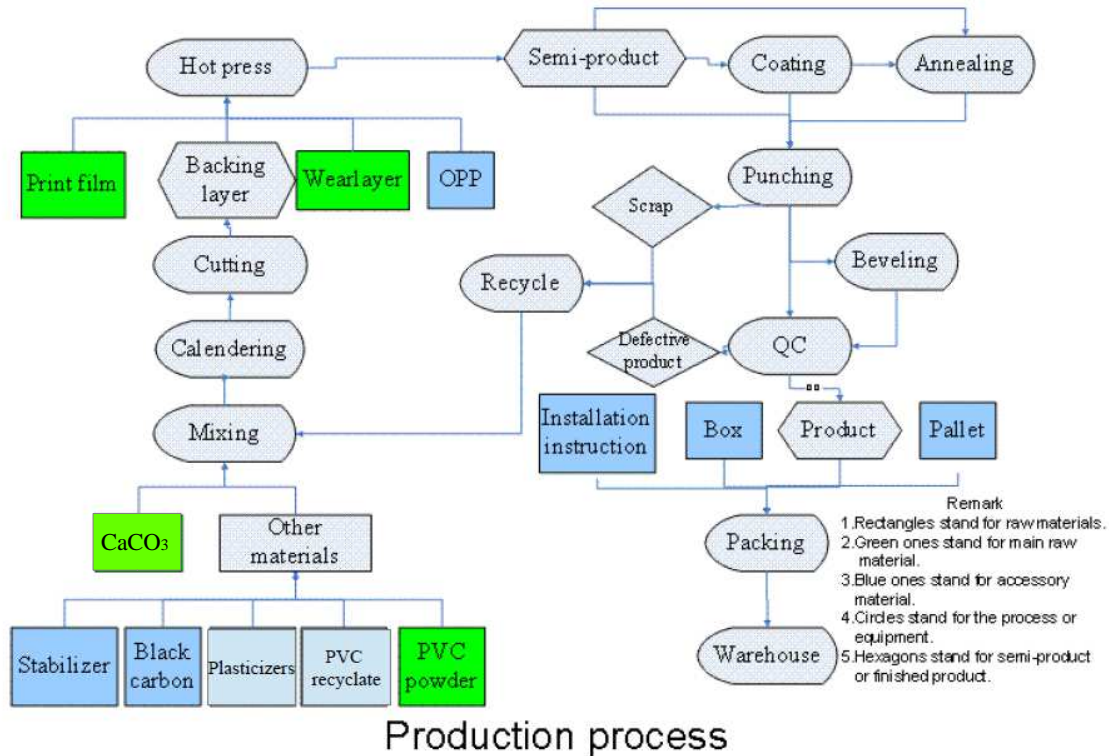 Hot press
Semi-product
Coating
Annealing
Print film
Backing
layer
Wearlayer
OPP
Punching
Scrap
Cutting
Recycle
Beveling
Calendering
Defective
product
QC
Mixing
Installation
instruction
Box
Product
Pallet
CaCO3
Other
materials
Packing
Remark
1.Rectangles stand for raw materials.
2.Green ones stand for main raw
material.
3.Blue ones stand for accessory
material.
4.Circles stand for the process or
equipment.
5.Hexagons stand for semi-product
or finished product.
Stabilizer
Black
carbon
Plasticizers
PVC
recyclate
PVC
powder
Warehouse
Production process